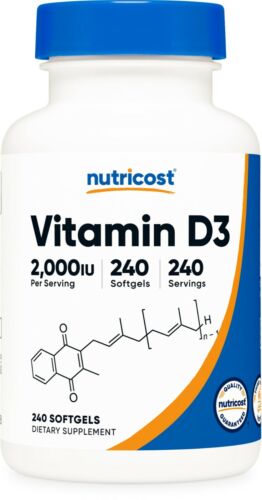 nutricost®
Vitamin D3
2,000IU 240 240
Per Serving Softgels Servings
H
n-1
O
O
240 SOFTGELS
DIETARY SUPPLEMENT
QUALITY
nutricost®
GUARANTEED